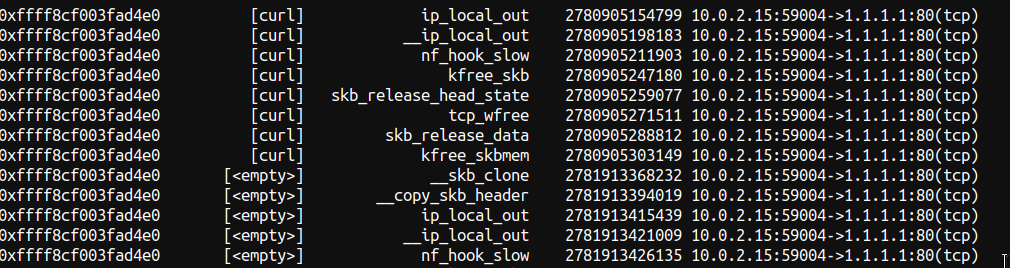 0xffff8cf003fad4e0 [curl] ip_local_out 2780905154799 10.0.2.15:59004->1.1.1.1:80(tcp)
0xffff8cf003fad4e0 [curl] __ip_local_out 2780905198183 10.0.2.15:59004->1.1.1.1:80(tcp)
0xffff8cf003fad4e0 [curl] nf_hook_slow 2780905211903 10.0.2.15:59004->1.1.1.1:80(tcp)
0xffff8cf003fad4e0 [curl] kfree_skb 2780905247180 10.0.2.15:59004->1.1.1.1:80(tcp)
0xffff8cf003fad4e0 [curl] skb_release_head_state 2780905259077 10.0.2.15:59004->1.1.1.1:80(tcp)
0xffff8cf003fad4e0 [curl] tcp_wfree 2780905271511 10.0.2.15:59004->1.1.1.1:80(tcp)
0xffff8cf003fad4e0 [curl] skb_release_data 2780905288812 10.0.2.15:59004->1.1.1.1:80(tcp)
0xffff8cf003fad4e0 [curl] kfree_skbmem 2780905303149 10.0.2.15:59004->1.1.1.1:80(tcp)
0xffff8cf003fad4e0 [<empty>] __skb_clone 2781913368232 10.0.2.15:59004->1.1.1.1:80(tcp)
0xffff8cf003fad4e0 [<empty>] __copy_skb_header 2781913394019 10.0.2.15:59004->1.1.1.1:80(tcp)
0xffff8cf003fad4e0 [<empty>] ip_local_out 2781913415439 10.0.2.15:59004->1.1.1.1:80(tcp)
0xffff8cf003fad4e0 [<empty>] __ip_local_out 2781913421009 10.0.2.15:59004->1.1.1.1:80(tcp)
0xffff8cf003fad4e0 [<empty>] nf_hook_slow 2781913426135 10.0.2.15:59004->1.1.1.1:80(tcp)